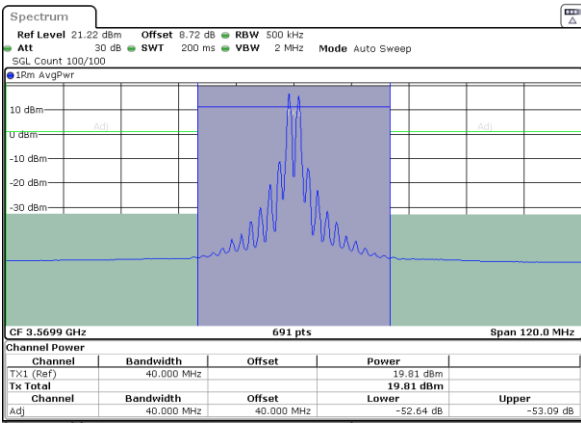 Spectrum
Ref Level 21.22 dBm Offset 8.72 dB RBW 500 kHz
Att 30 dB SWT 200 ms VBW 2 MHz Mode Auto Sweep
SGL Count 100/100
1Rm AvgPwr
10 dBm
Adj Adj
0 dBm
-10 dBm
-20 dBm
-30 dBm
CF 3.5699 GHz 691 pts Span 120.0 MHz
Channel Power
Channel Bandwidth Offset Power
TX1 (Ref) 40.000 MHz 19.81 dBm
Tx Total 19.81 dBm
Channel Bandwidth Offset Lower Upper
Adj 40.000 MHz 40.000 MHz -52.64 dB -53.09 dB